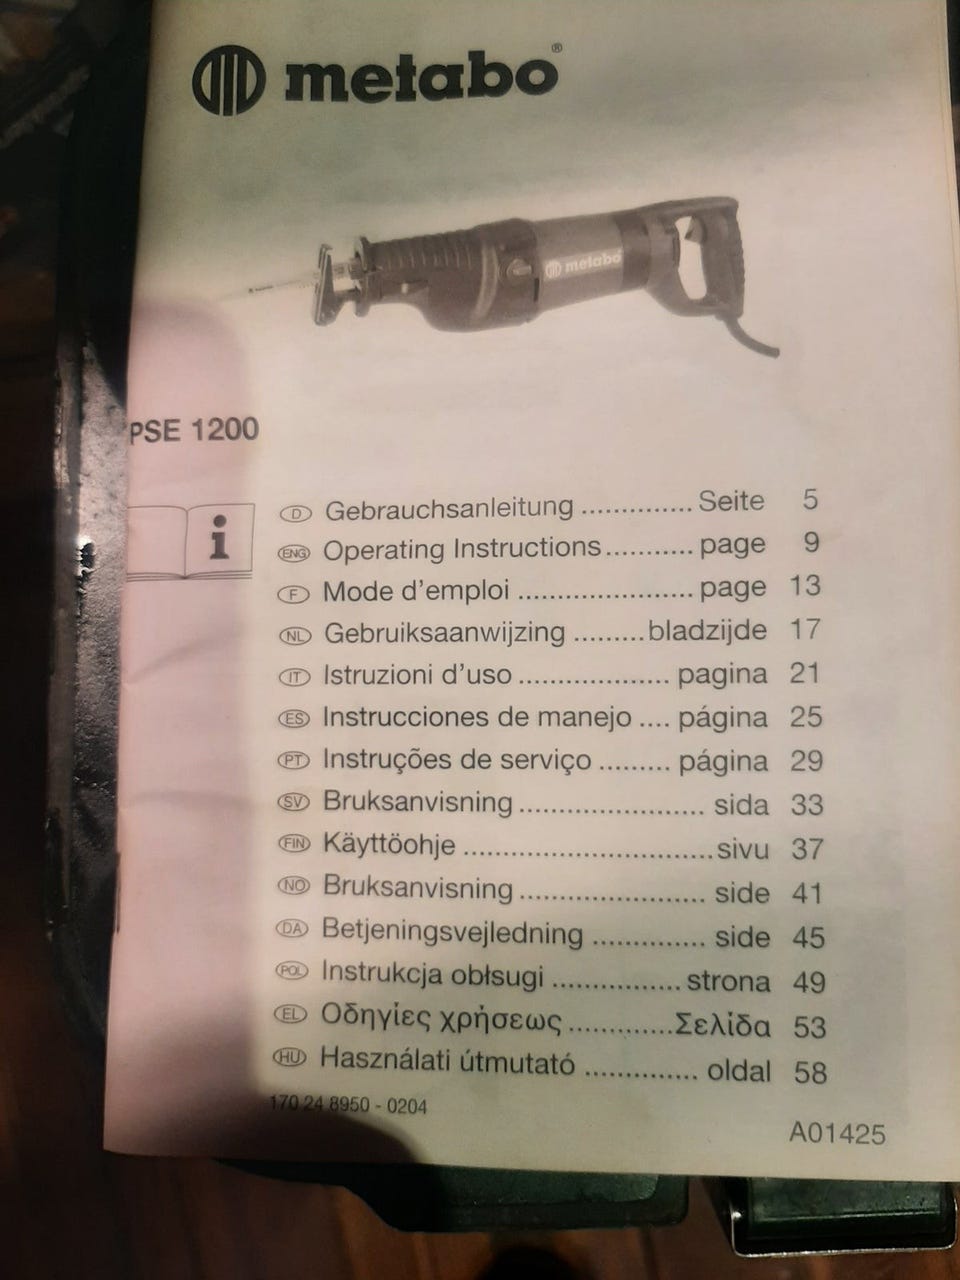 metabo®
metabo
PSE 1200
i
D Gebrauchsanleitung ............. Seite 5
ENG Operating Instructions........... page 9
F Mode d'emploi ...................... page 13
NL Gebruiksaanwijzing .........bladzijde 17
IT Istruzioni d'uso ................... pagina 21
ES Instrucciones de manejo .... página 25
PT Instruções de serviço ......... página 29
SV Bruksanvisning ....................... sida 33
FIN Käyttöohje ...............................sivu 37
NO Bruksanvisning ....................... side 41
DA Betjeningsvejledning .............. side 45
POL Instrukcja obłsugi ................ strona 49
EL Οδηγίες χρήσεως .............Σελίδα 53
HU Használati útmutató .............. oldal 58
170 24 8950 - 0204
A01425